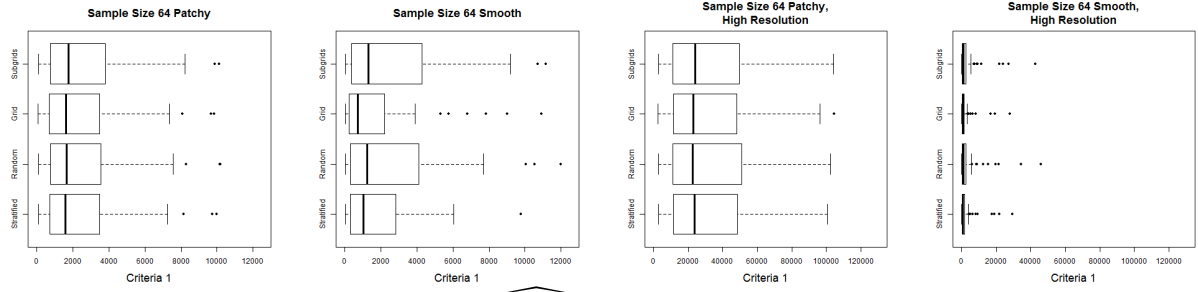 Sample Size 64 Patchy
Subgrids
Grid
Random
Stratified
0 2000 4000 6000 8000 10000 12000
Criteria 1
Sample Size 64 Smooth
Subgrids
Grid
Random
Stratified
0 2000 4000 6000 8000 10000 12000
Criteria 1
Sample Size 64 Patchy,
High Resolution
Subgrids
Grid
Random
Stratified
0 20000 40000 60000 80000 100000 120000
Criteria 1
Sample Size 64 Smooth,
High Resolution
Subgrids
Grid
Random
Stratified
0 20000 40000 60000 80000 100000 120000
Criteria 1